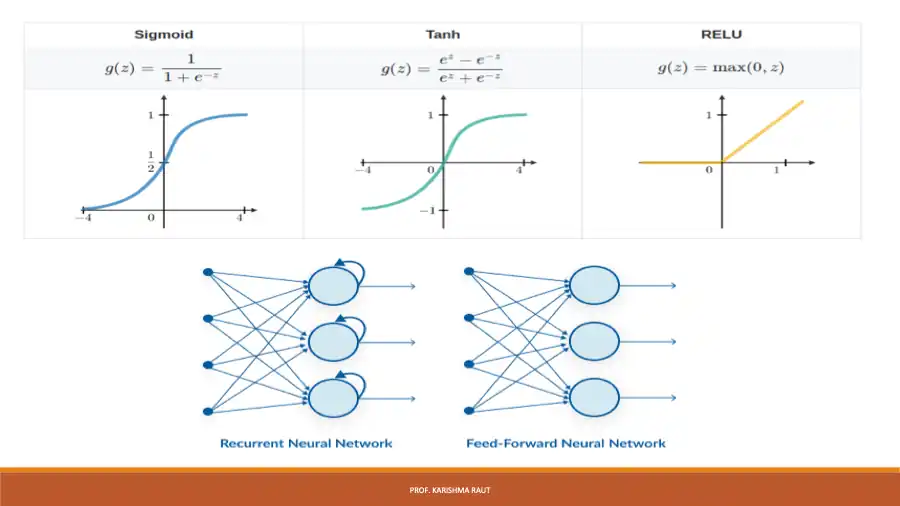 Sigmoid
g(z) = 1 / (1 + e^{-z})
Tanh
g(z) = (e^z − e^{-z}) / (e^z + e^{-z})
RELU
g(z) = max(0, z)
1
1/2
−4
0
4
1
−4
0
4
−1
1
0
1
Recurrent Neural Network
Feed-Forward Neural Network
PROF. KARISHMA RAUT